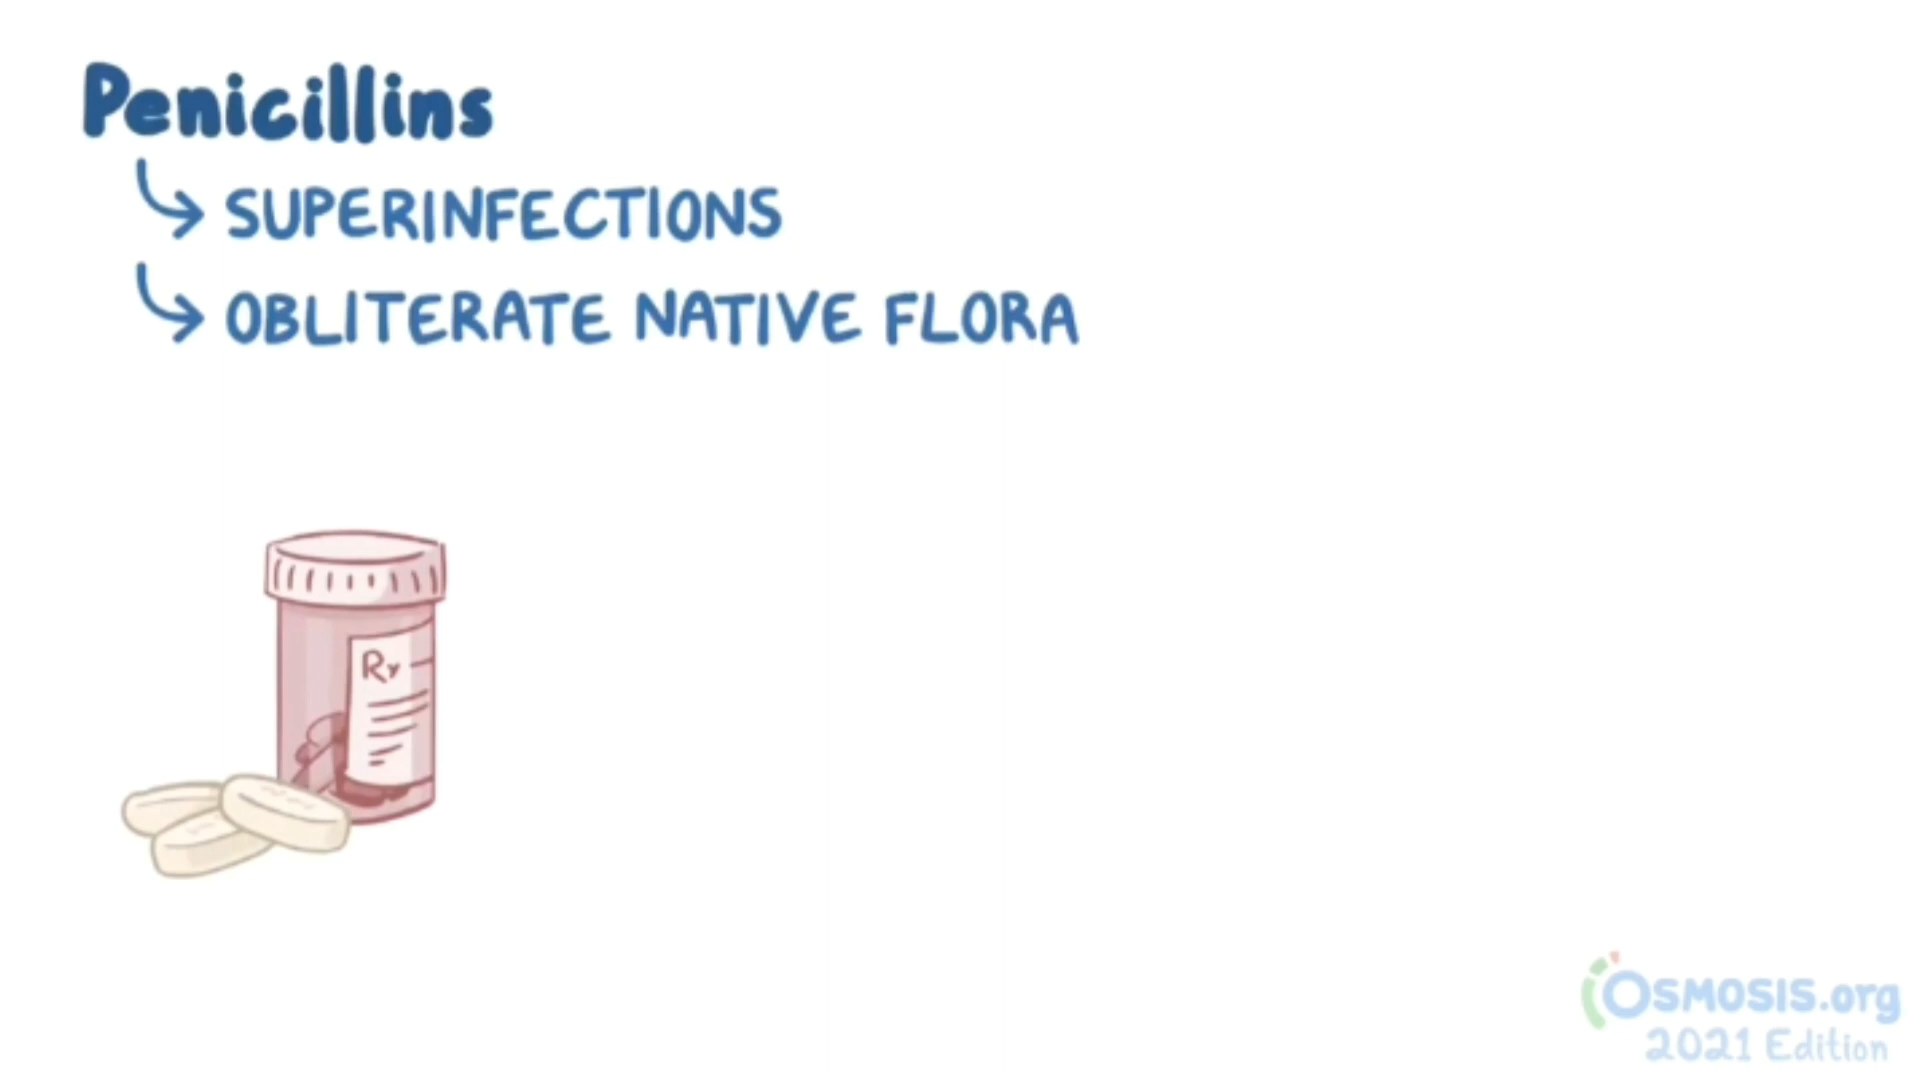 Penicillins
SUPERINFECTIONS
OBLITERATE NATIVE FLORA
Rx
OSMOSIS.org
2021 Edition